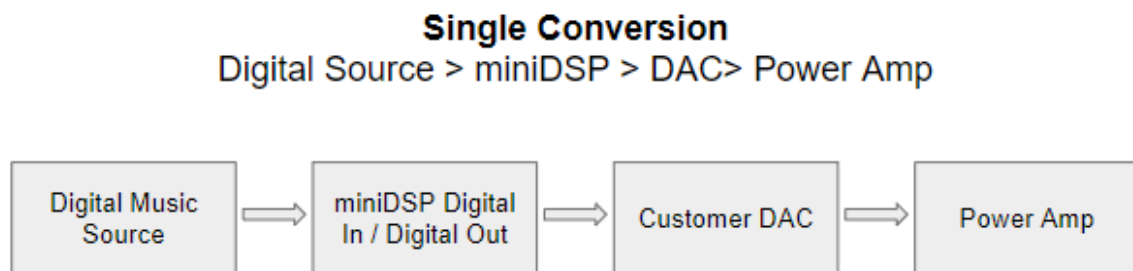 Single Conversion
Digital Source > miniDSP > DAC> Power Amp
Digital Music
Source
miniDSP Digital
In / Digital Out
Customer DAC
Power Amp